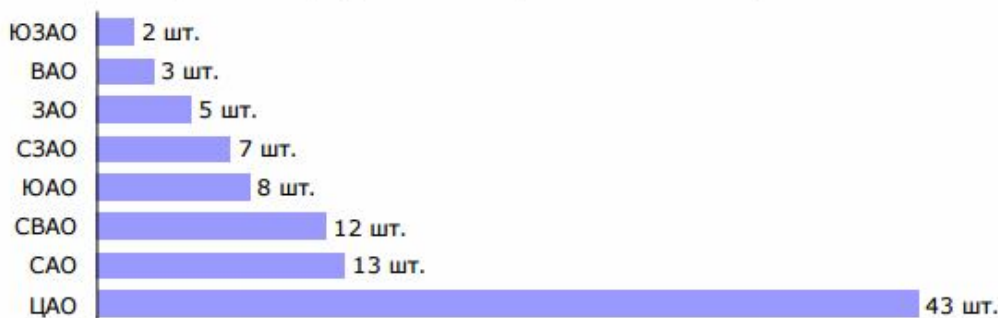 ЮЗАО 2 шт.
ВАО 3 шт.
ЗАО 5 шт.
СЗАО 7 шт.
ЮАО 8 шт.
СВАО 12 шт.
САО 13 шт.
ЦАО 43 шт.